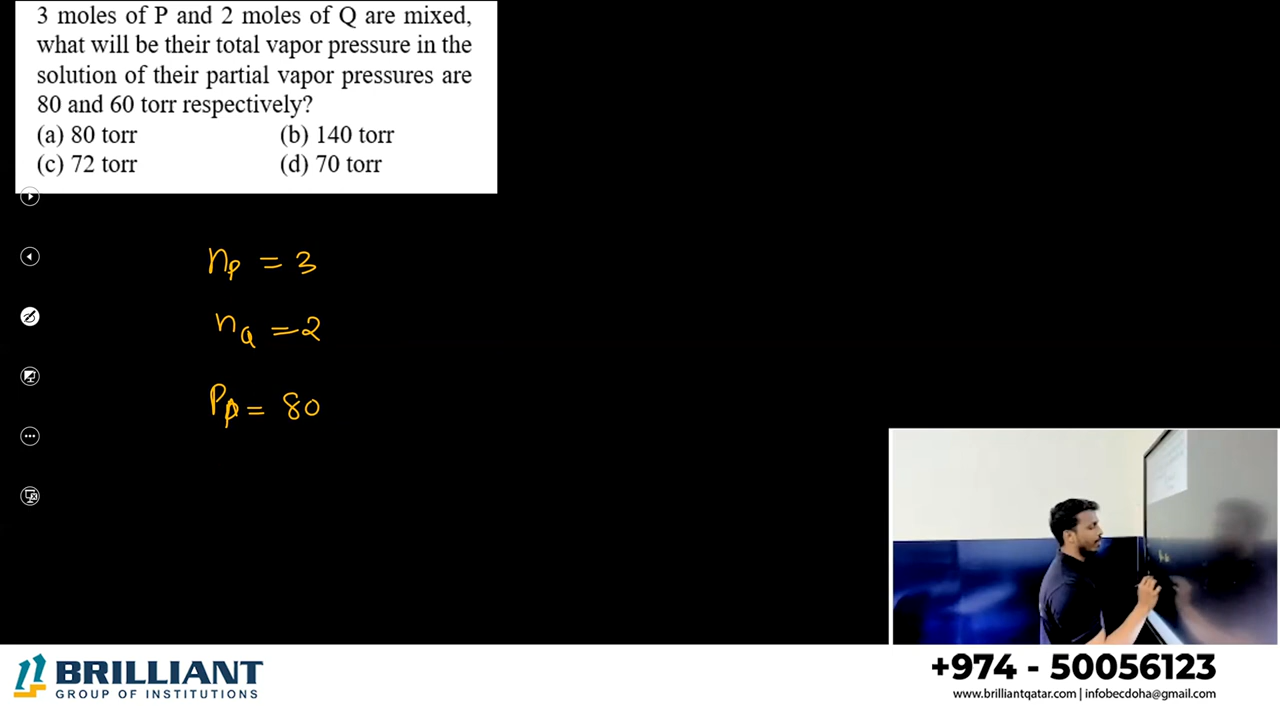 3 moles of P and 2 moles of Q are mixed,
what will be their total vapor pressure in the
solution of their partial vapor pressures are
80 and 60 torr respectively?
(a) 80 torr (b) 140 torr
(c) 72 torr (d) 70 torr
nP = 3
nQ = 2
PP = 80
BRILLIANT
GROUP OF INSTITUTIONS
+974 - 50056123
www.brilliantqatar.com | infobecdoha@gmail.com